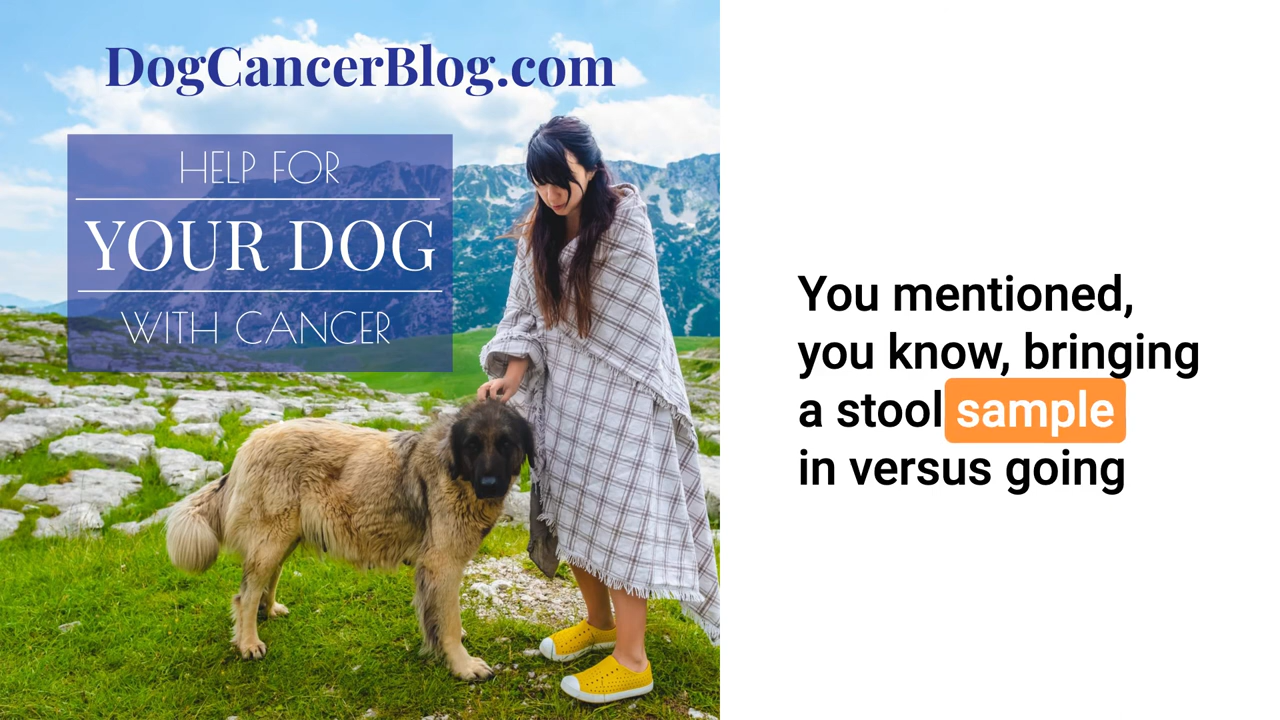 DogCancerBlog.com
HELP FOR
YOUR DOG
WITH CANCER
You mentioned,
you know, bringing
a stool sample
in versus going